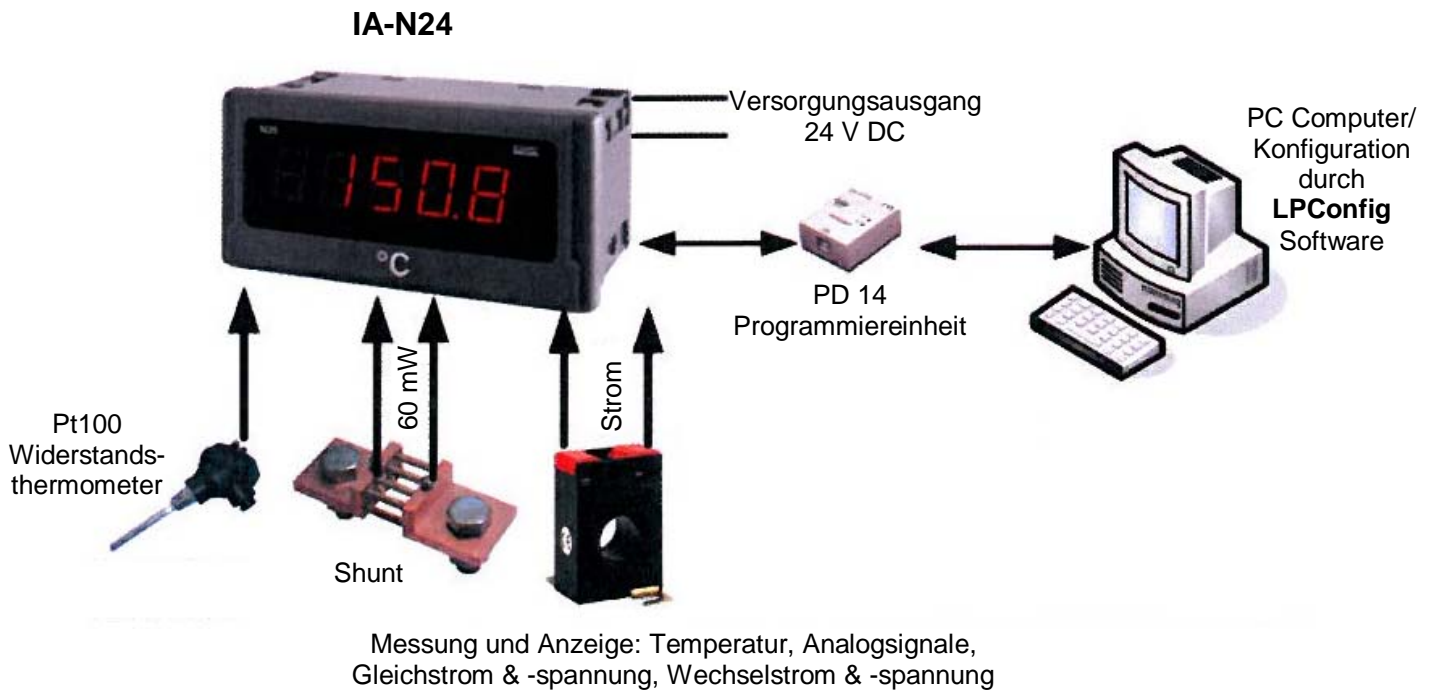 IA-N24
Versorgungsausgang
24 V DC
PC Computer/
Konfiguration
durch
LPConfig
Software
150.8
°C
PD 14
Programmiereinheit
60 mW
Strom
Pt100
Widerstands-
thermometer
Shunt
Messung und Anzeige: Temperatur, Analogsignale,
Gleichstrom & -spannung, Wechselstrom & -spannung